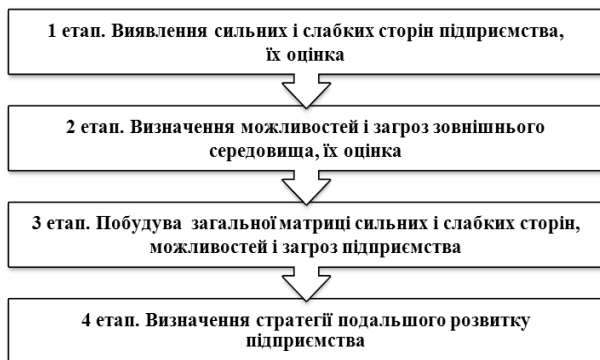 1 етап. Виявлення сильних і слабких сторін підприємства,
їх оцінка
2 етап. Визначення можливостей і загроз зовнішнього
середовища, їх оцінка
3 етап. Побудува загальної матриці сильних і слабких сторін,
можливостей і загроз підприємства
4 етап. Визначення стратегії подальшого розвитку
підприємства